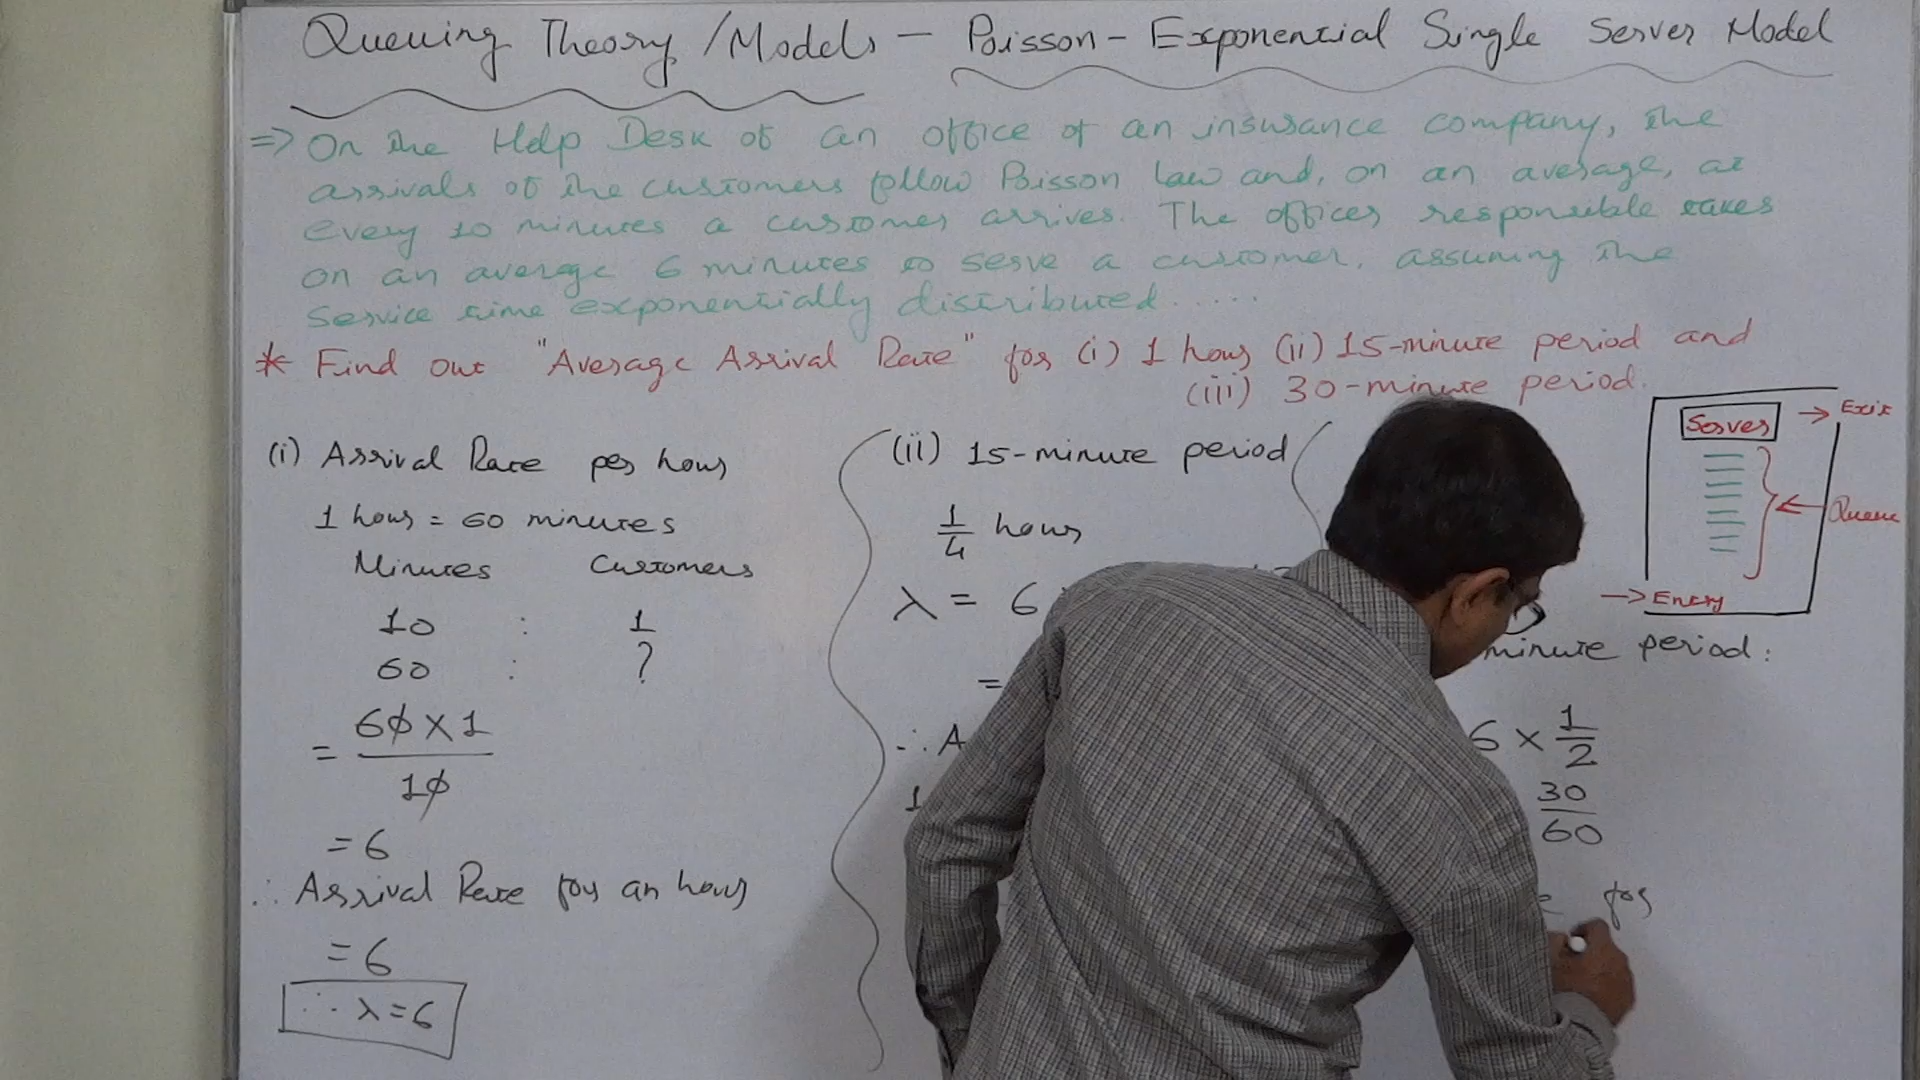 Queuing Theory / Models - Poisson - Exponential Single Server Model
=> On the Help Desk of an office of an insurance company, the
arrivals of the customers follow Poisson law and, on an average, at
every 10 minutes a customer arrives. The officer responsible takes
on an average 6 minutes to serve a customer, assuming the
service time exponentially distributed......
* Find out "Average Arrival Rate" for (i) 1 hour (ii) 15-minute period and
(iii) 30-minute period.
(i) Arrival Rate per hour
1 hour = 60 minutes
Minutes Customers
10 : 1
60 : ?
= 60 X 1
10
= 6
∴ Arrival Rate for an hour
= 6
∴ λ = 6
(ii) 15-minute period
1/4 hour
λ = 6
=
∴ A
1
minute period:
6 × 1/2
30
60
for
Server
→ Exit
← Queue
→ Entry